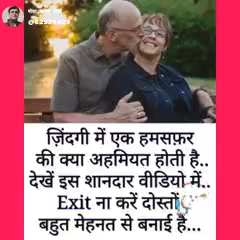 ज़िंदगी में एक हमसफ़र
की क्या अहमियत होती है..
देखें इस शानदार वीडियो में..
Exit ना करें दोस्तों
बहुत मेहनत से बनाई है...